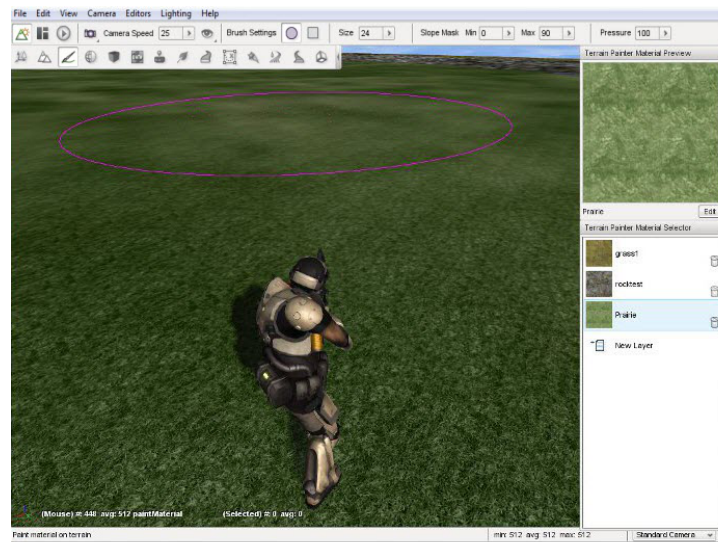 File Edit View Camera Editors Lighting Help
Camera Speed 25 Brush Settings Size 24 Slope Mask Min 0 Max 90 Pressure 100
Terrain Painter Material Preview
Prairie Edit
Terrain Painter Material Selector
grass1
rocktest
Prairie
New Layer
(Mouse) #: 448 avg: 512 paintMaterial (Selected) #: 0 avg: 0
Paint material on terrain min: 512 avg: 512 max: 512 Standard Camera